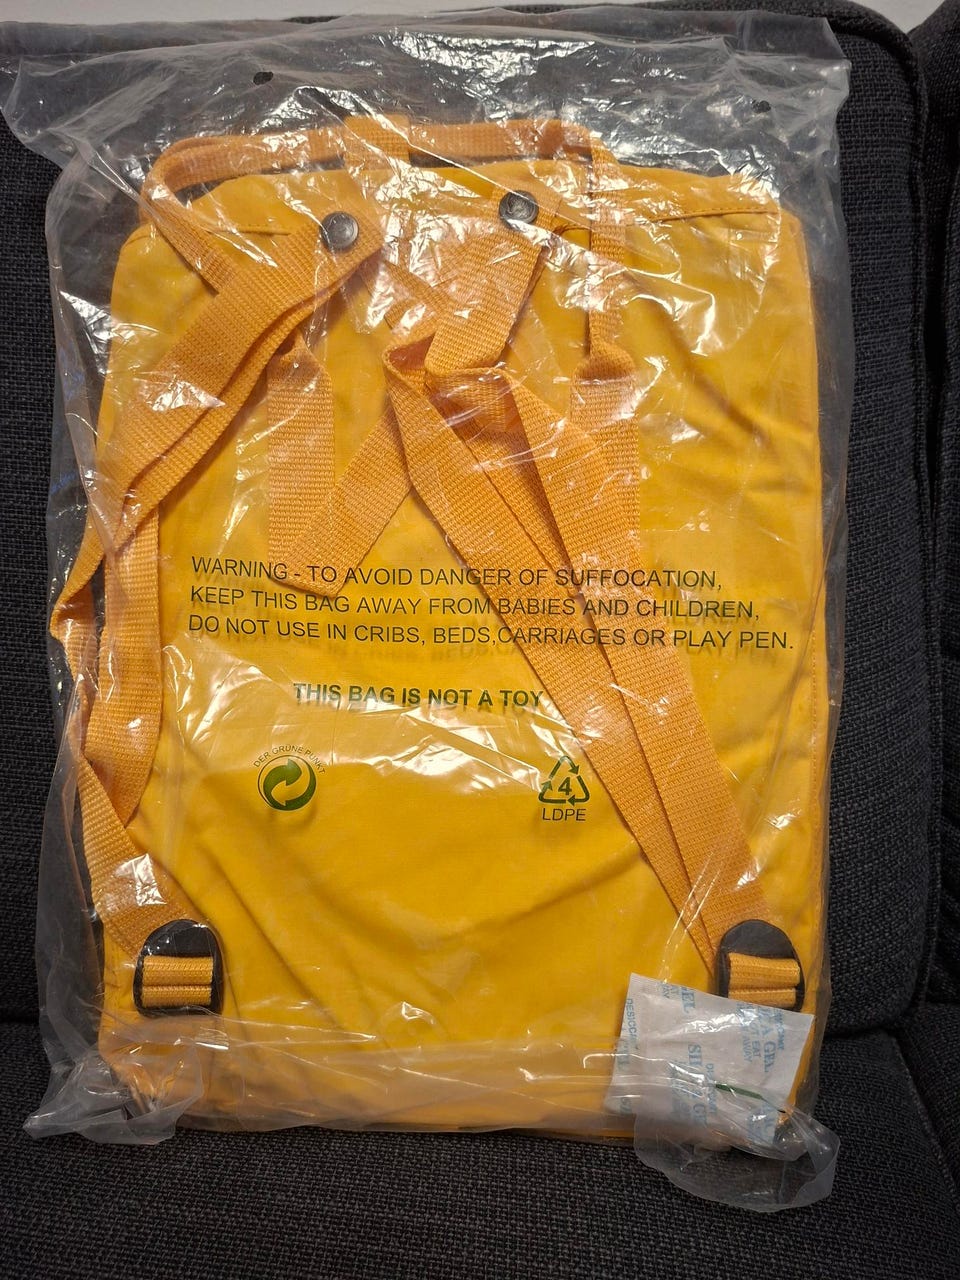 WARNING - TO AVOID DANGER OF SUFFOCATION,
KEEP THIS BAG AWAY FROM BABIES AND CHILDREN,
DO NOT USE IN CRIBS, BEDS,CARRIAGES OR PLAY PEN.
THIS BAG IS NOT A TOY
DER GRÜNE PUNKT
4
LDPE